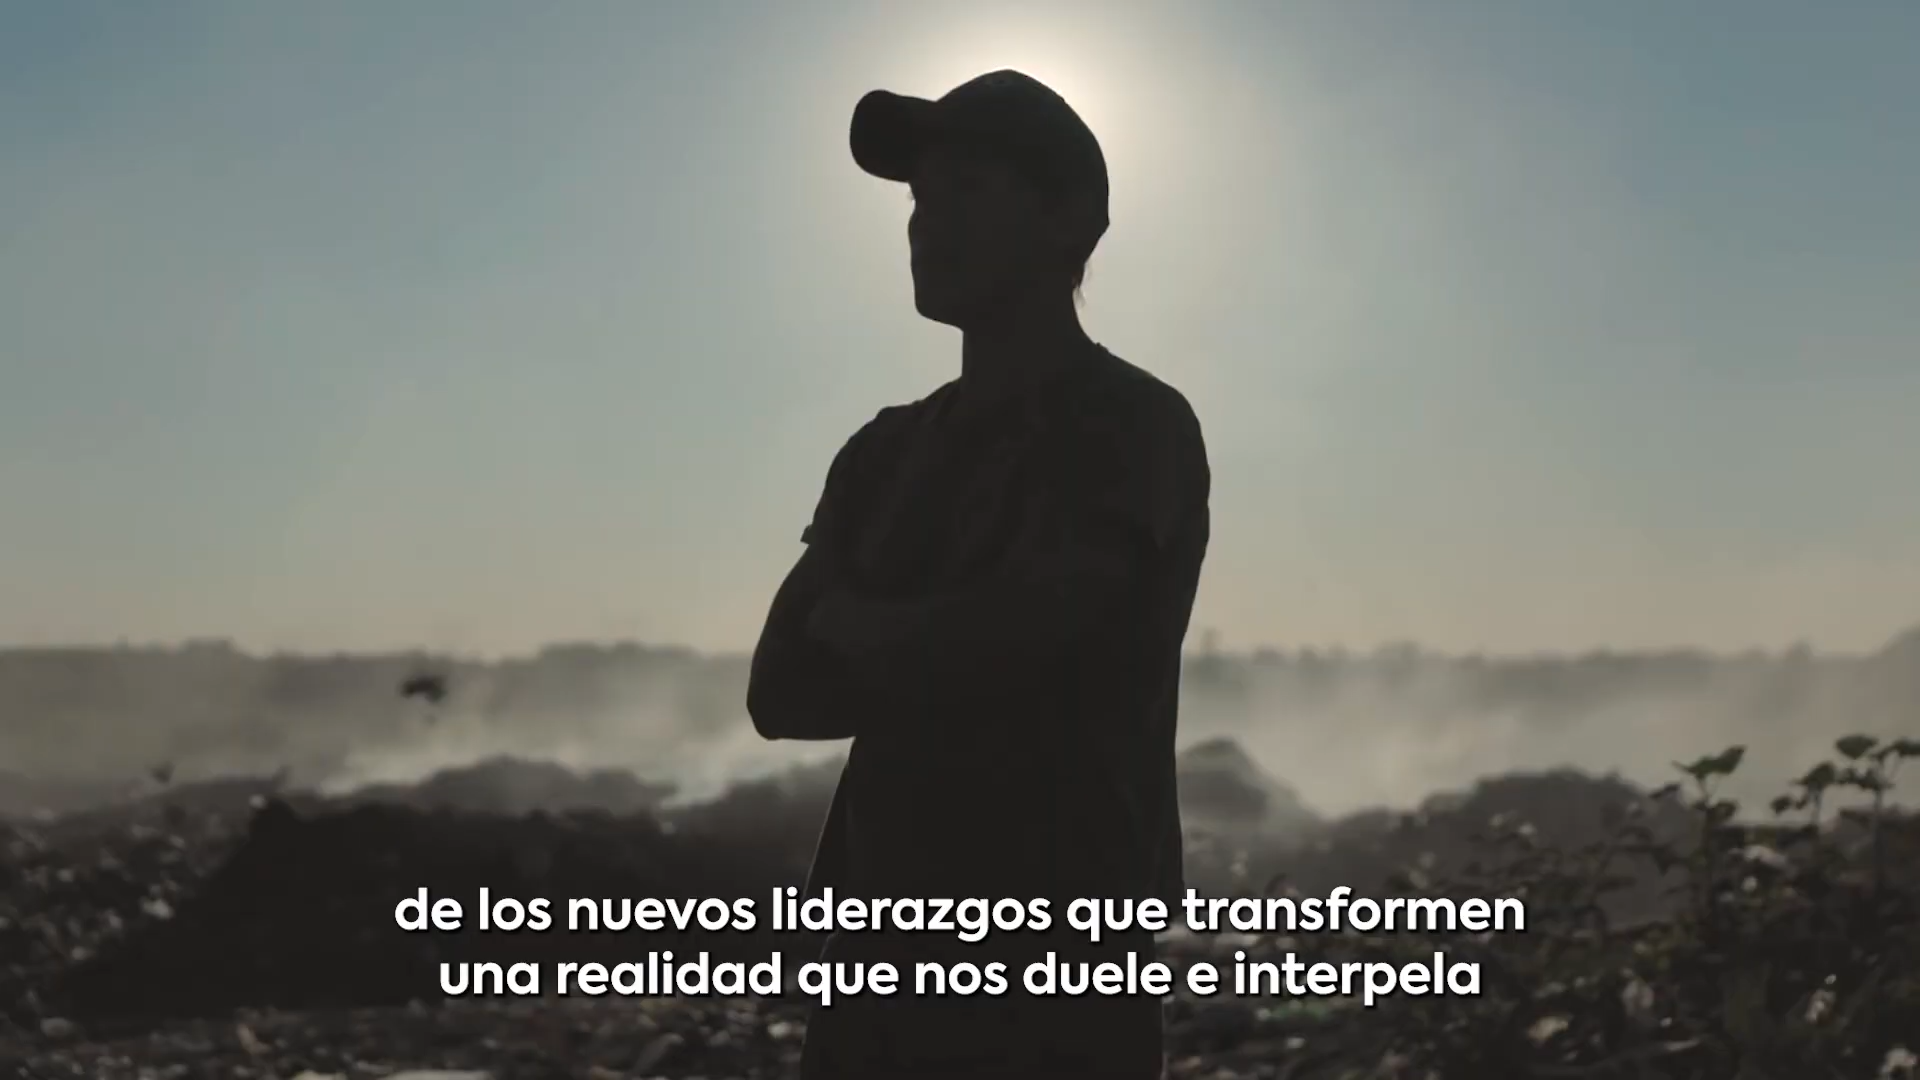 de los nuevos liderazgos que transformen
una realidad que nos duele e interpela